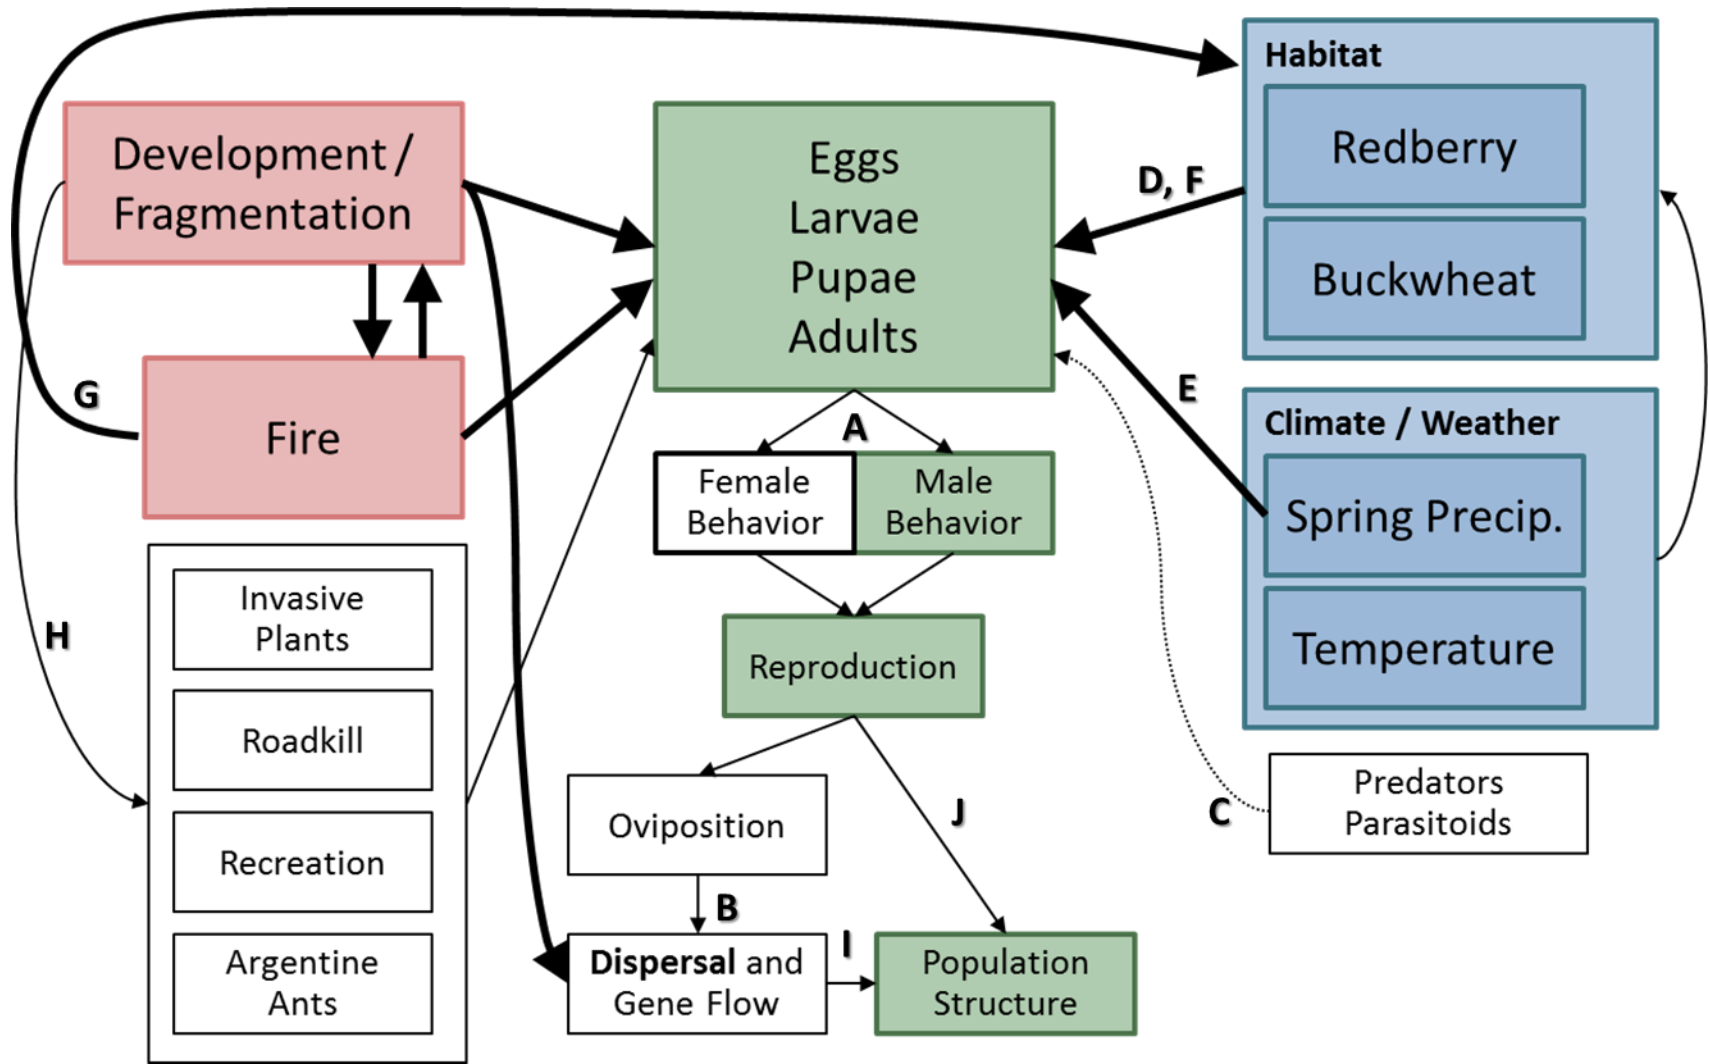 Habitat
Redberry
Buckwheat
Development /
Fragmentation
Eggs
Larvae
Pupae
Adults
D, F
E
G
Fire
Climate / Weather
Spring Precip.
Temperature
A
Female
Behavior
Male
Behavior
H
Invasive
Plants
Roadkill
Recreation
Argentine
Ants
Reproduction
Oviposition
J
C
Predators
Parasitoids
B
Dispersal and
Gene Flow
I
Population
Structure